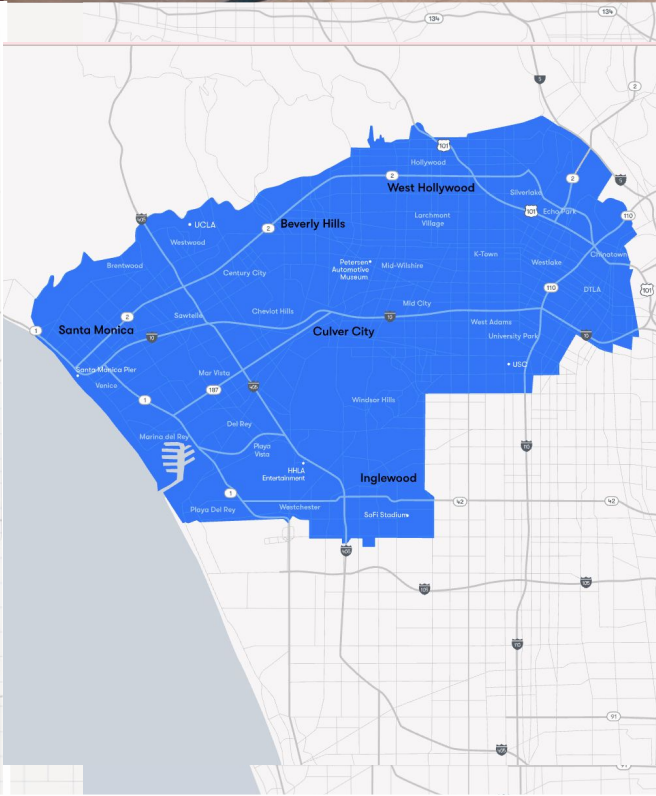 134
134
5
2
101
Hollywood
2
West Hollywood
Silverlake
2
5
101
Echo Park
110
405
UCLA
Larchmont
Village
2
Beverly Hills
Westwood
K-Town
Chinatown
Brentwood
Century City
Petersen
Automotive
Museum
Mid-Wilshire
Westlake
110
DTLA
101
Mid City
2
Sawtelle
Cheviot Hills
10
West Adams
1
Santa Monica
10
Culver City
University Park
10
Santa Monica Pier
USC
Venice
Mar Vista
187
405
1
Windsor Hills
Del Rey
Marina del Rey
Playa
Vista
110
HHLA
Entertainment
Inglewood
1
Playa Del Rey
Westchester
SoFi Stadium
42
42
405
105
105
110
91
405
91